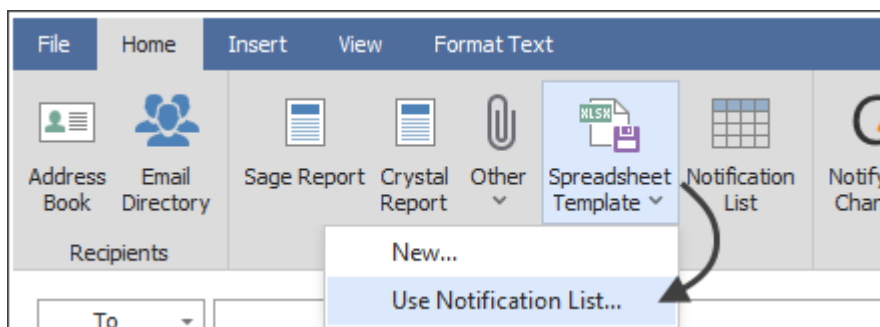 File Home Insert View Format Text
XLSX
Address Book
Email Directory
Sage Report
Crystal Report
Other
Spreadsheet Template
Notification List
Recipients
New...
Use Notification List...
To